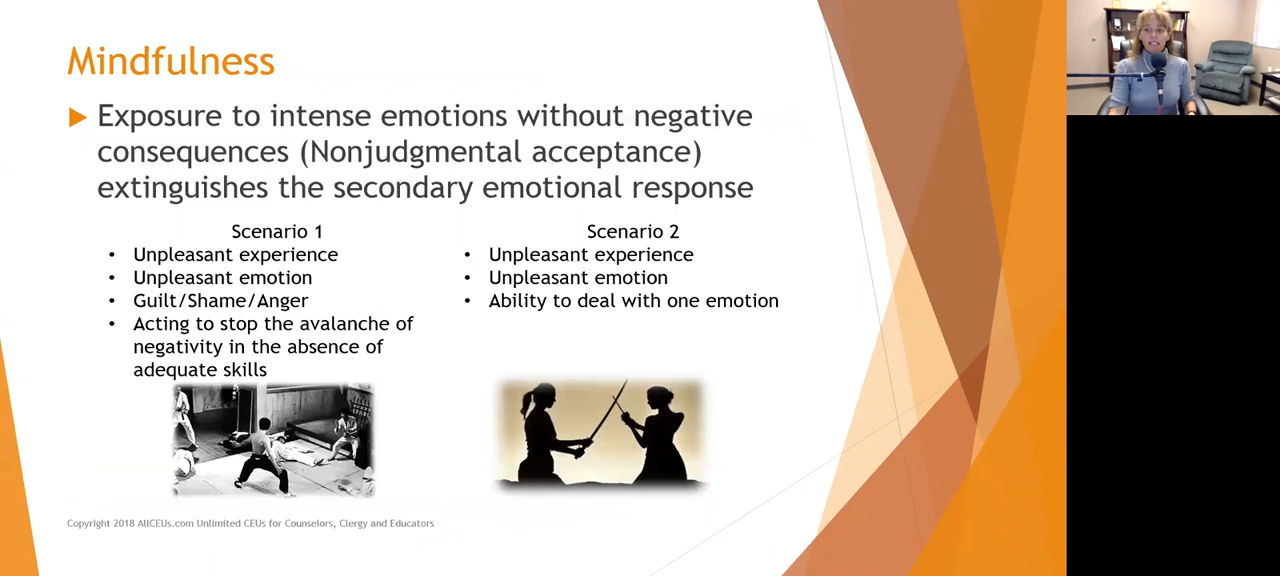 Mindfulness
Exposure to intense emotions without negative
consequences (Nonjudgmental acceptance)
extinguishes the secondary emotional response
Scenario 1
• Unpleasant experience
• Unpleasant emotion
• Guilt/Shame/Anger
• Acting to stop the avalanche of
negativity in the absence of
adequate skills
Scenario 2
• Unpleasant experience
• Unpleasant emotion
• Ability to deal with one emotion
Copyright 2018 AllCEUs.com Unlimited CEUs for Counselors, Clergy and Educators